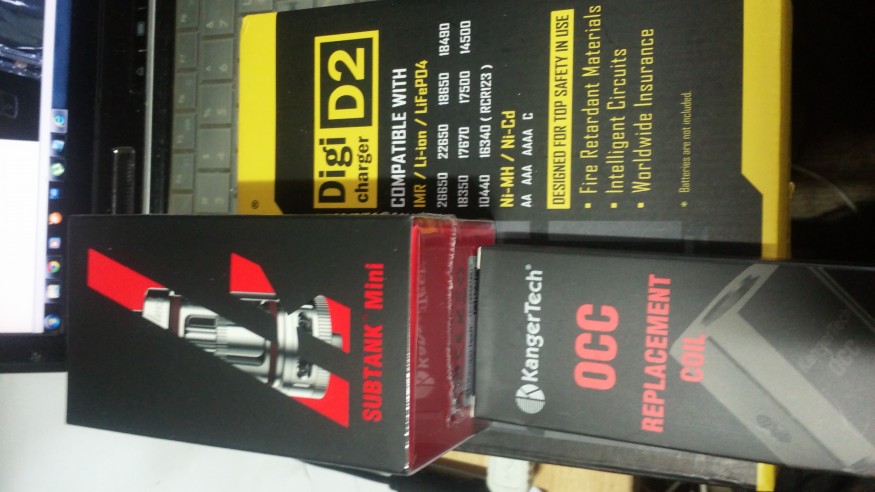 Digi
charger
D2
®
COMPATIBLE WITH
IMR / Li-ion / LiFePO4
26650 22650 18650 18490
18350 17670 17500 14500
10440 16340 (RCR123)
Ni-MH / Ni-Cd
AA AAA AAAA C
DESIGNED FOR TOP SAFETY IN USE
• Fire Retardant Materials
• Intelligent Circuits
• Worldwide Insurance
* Batteries are not included.
SUBTANK Mini
KangerTech®
OCC
REPLACEMENT
COIL